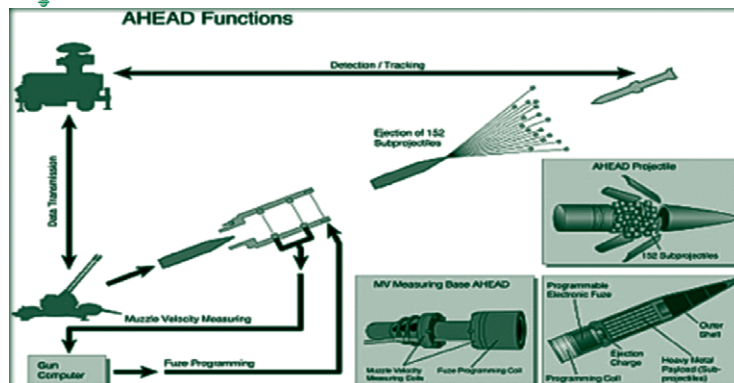 AHEAD Functions
Detection / Tracking
Ejection of 152
Subprojectiles
Data Transmission
AHEAD Projectile
152 Subprojectiles
Muzzle Velocity Measuring
Gun
Computer
Fuze Programming
MV Measuring Base AHEAD
Muzzle Velocity
Measuring Coils
Fuze Programming Coil
Programmable
Electronic Fuze
Outer
Shell
Ejection
Charge
Heavy Metal
Payload (Sub-
projectiles)
Programming Coil